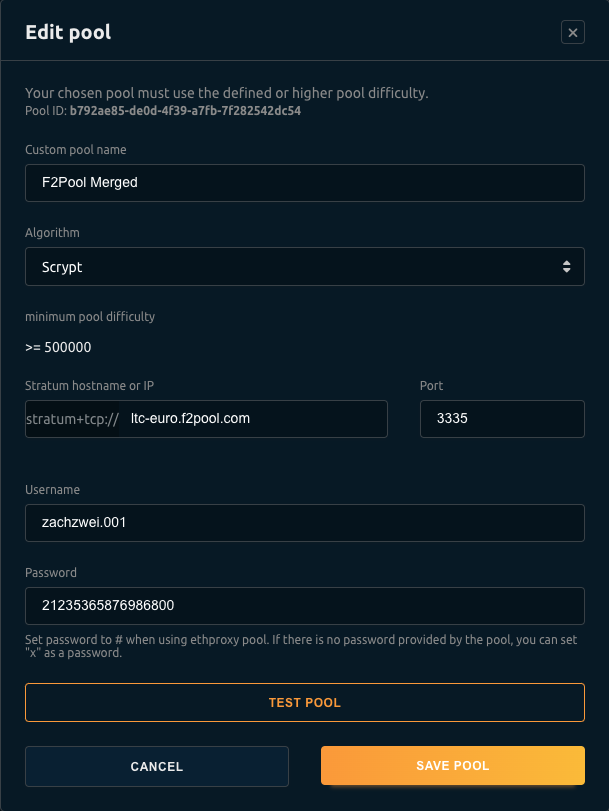 Edit pool
Your chosen pool must use the defined or higher pool difficulty.
Pool ID: b792ae85-de0d-4f39-a7fb-7f282542dc54
Custom pool name
F2Pool Merged
Algorithm
Scrypt
minimum pool difficulty
>= 500000
Stratum hostname or IP
Port
stratum+tcp:// ltc-euro.f2pool.com
3335
Username
zachzwei.001
Password
21235365876986800
Set password to # when using ethproxy pool. If there is no password provided by the pool, you can set
"x" as a password.
TEST POOL
CANCEL
SAVE POOL